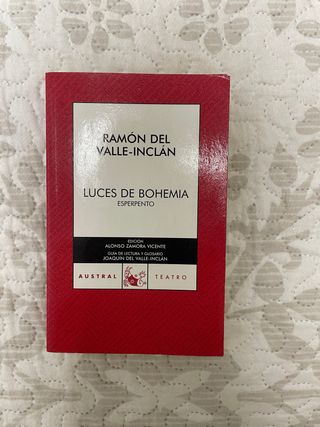 RAMÓN DEL
VALLE-INCLÁN
LUCES DE BOHEMIA
ESPERPENTO
EDICIÓN
ALONSO ZAMORA VICENTE
GUÍA DE LECTURA Y GLOSARIO
JOAQUÍN DEL VALLE-INCLÁN
AUSTRAL TEATRO